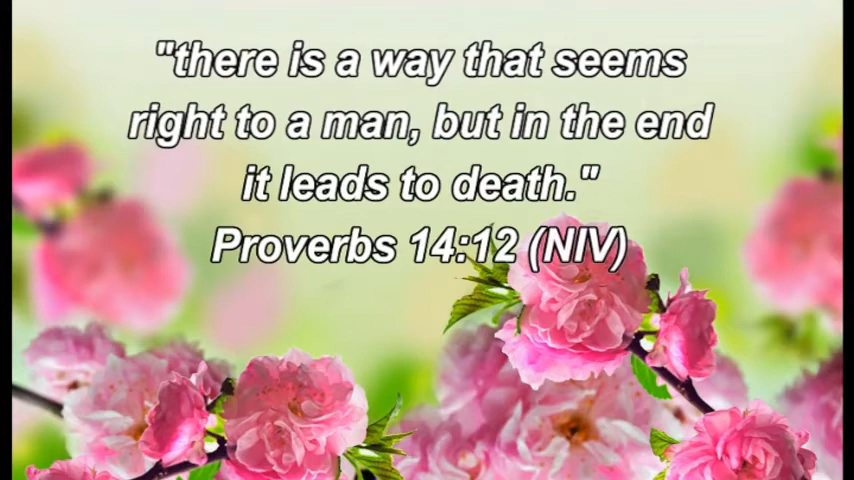 "there is a way that seems
right to a man, but in the end
it leads to death."
Proverbs 14:12 (NIV)